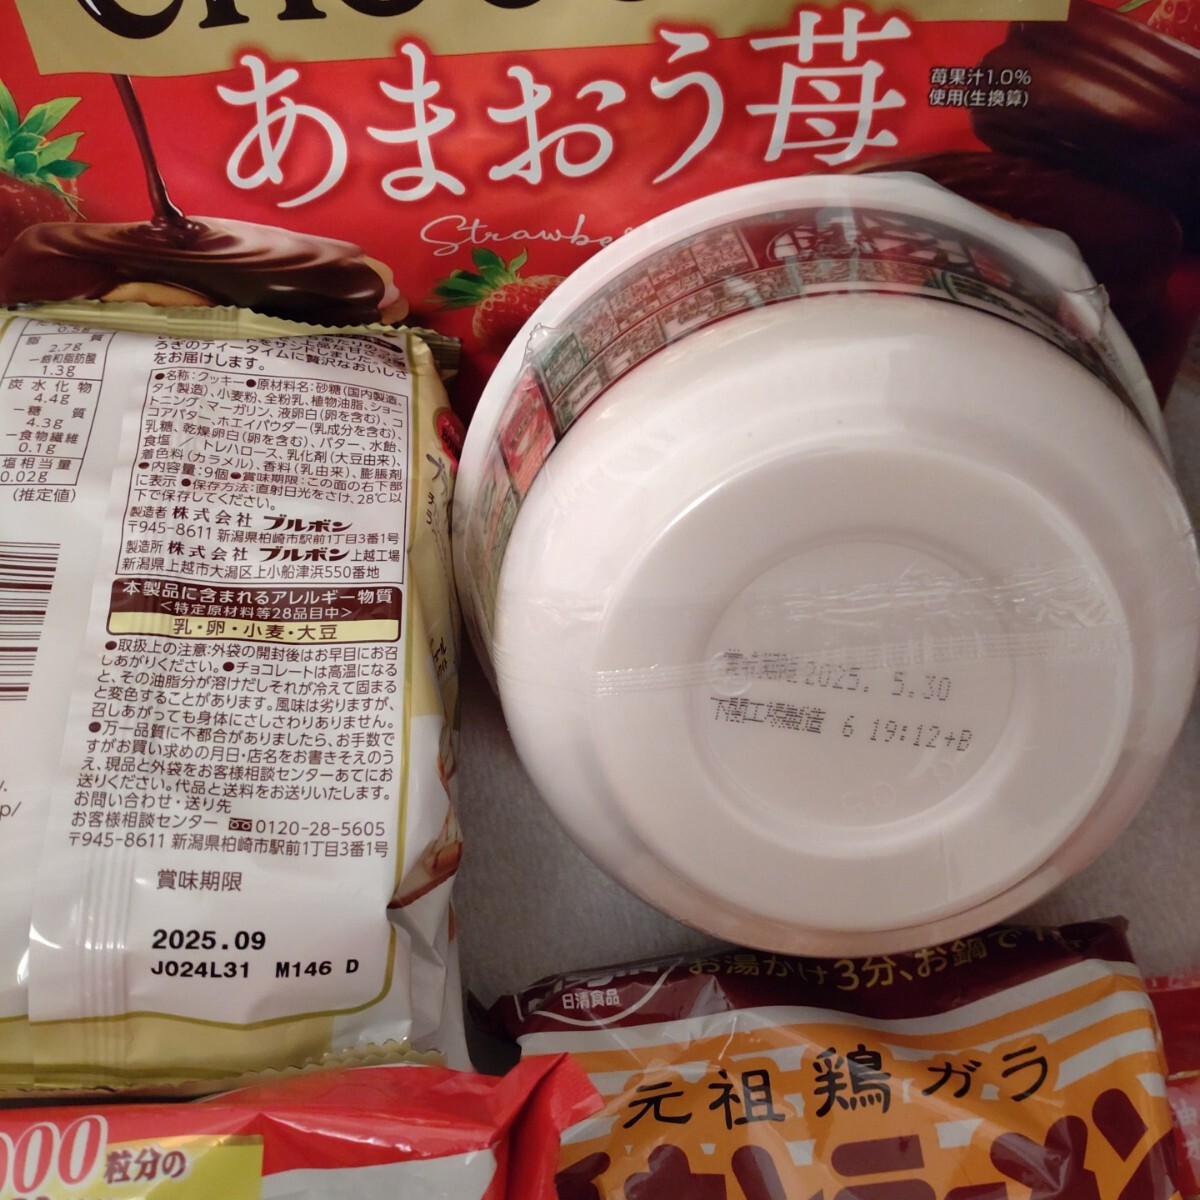 あまおう苺
苺果汁1.0%
使用(生換算)
Strawbe
0.5g
脂質
2.7g
―飽和脂肪酸
1.3g
炭水化物
4.4g
―糖質
4.3g
―食物繊維
0.1g
塩相当量
0.02g
(推定値)
ろぎのティータイムに贅沢なおいしさ
をお届けします。
●名称:クッキー●原材料名:砂糖(国内製造、
タイ製造)、小麦粉、全粉乳、植物油脂、ショー
トニング、マーガリン、液卵白(卵を含む)、コ
コアバター、ホエイパウダー(乳成分を含む)、
乳糖、乾燥卵白(卵を含む)、バター、水飴、
食塩 / トレハロース、乳化剤(大豆由来)、
着色料(カラメル)、香料(乳由来)、膨脹剤
●内容量:9個●賞味期限:この面の右下部
に表示●保存方法:直射日光をさけ、28℃以
下で保存してください。
製造者 株式会社 ブルボン
〒945-8611 新潟県柏崎市駅前1丁目3番1号
製造所 株式会社 ブルボン 上越工場
新潟県上越市大潟区上小船津浜550番地
本製品に含まれるアレルギー物質
<特定原材料等28品目中>
乳・卵・小麦・大豆
●取扱上の注意:外袋の開封後はお早目にお召
しあがりください。●チョコレートは高温になる
と、その油脂分が溶けだしそれが冷えて固まる
と変色することがあります。風味は劣りますが、
召しあがっても身体にさしさわりありません。
●万一品質に不都合がありましたら、お手数で
すがお買い求めの月日・店名をお書きそえのう
え、現品と外袋をお客様相談センターあてにお
送りください。代品と送料をお送りいたします。
お問い合わせ・送り先
お客様相談センター 0120-28-5605
〒945-8611 新潟県柏崎市駅前1丁目3番1号
賞味期限
2025.09
J024L31 M146 D
賞味期限 2025. 5.30
下関工場製造 6 19:12+B
お湯かけ3分、お鍋で
日清食品
元祖鶏ガラ
000粒分の